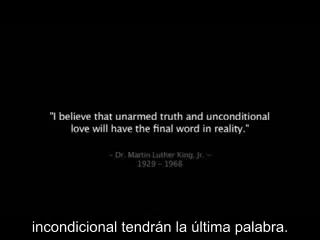 "I believe that unarmed truth and unconditional
love will have the final word in reality."
- Dr. Martin Luther King, Jr. -
1929 - 1968
incondicional tendrán la última palabra.